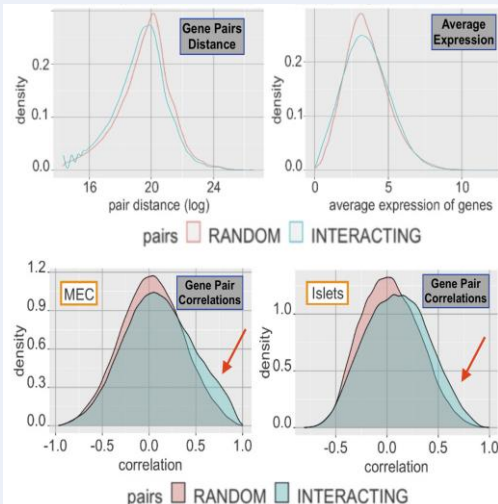 Gene Pairs
Distance
density
0.2
0.1
0.0
16 20 24
pair distance (log)
Average
Expression
density
0.2
0.1
0.0
0 5 10
average expression of genes
pairs RANDOM INTERACTING
MEC
Gene Pair
Correlations
density
1.2
0.9
0.6
0.3
0.0
-1.0 -0.5 0.0 0.5 1.0
correlation
Islets
Gene Pair
Correlations
density
1.0
0.5
0.0
-0.5 0.0 0.5 1.0
correlation
pairs RANDOM INTERACTING